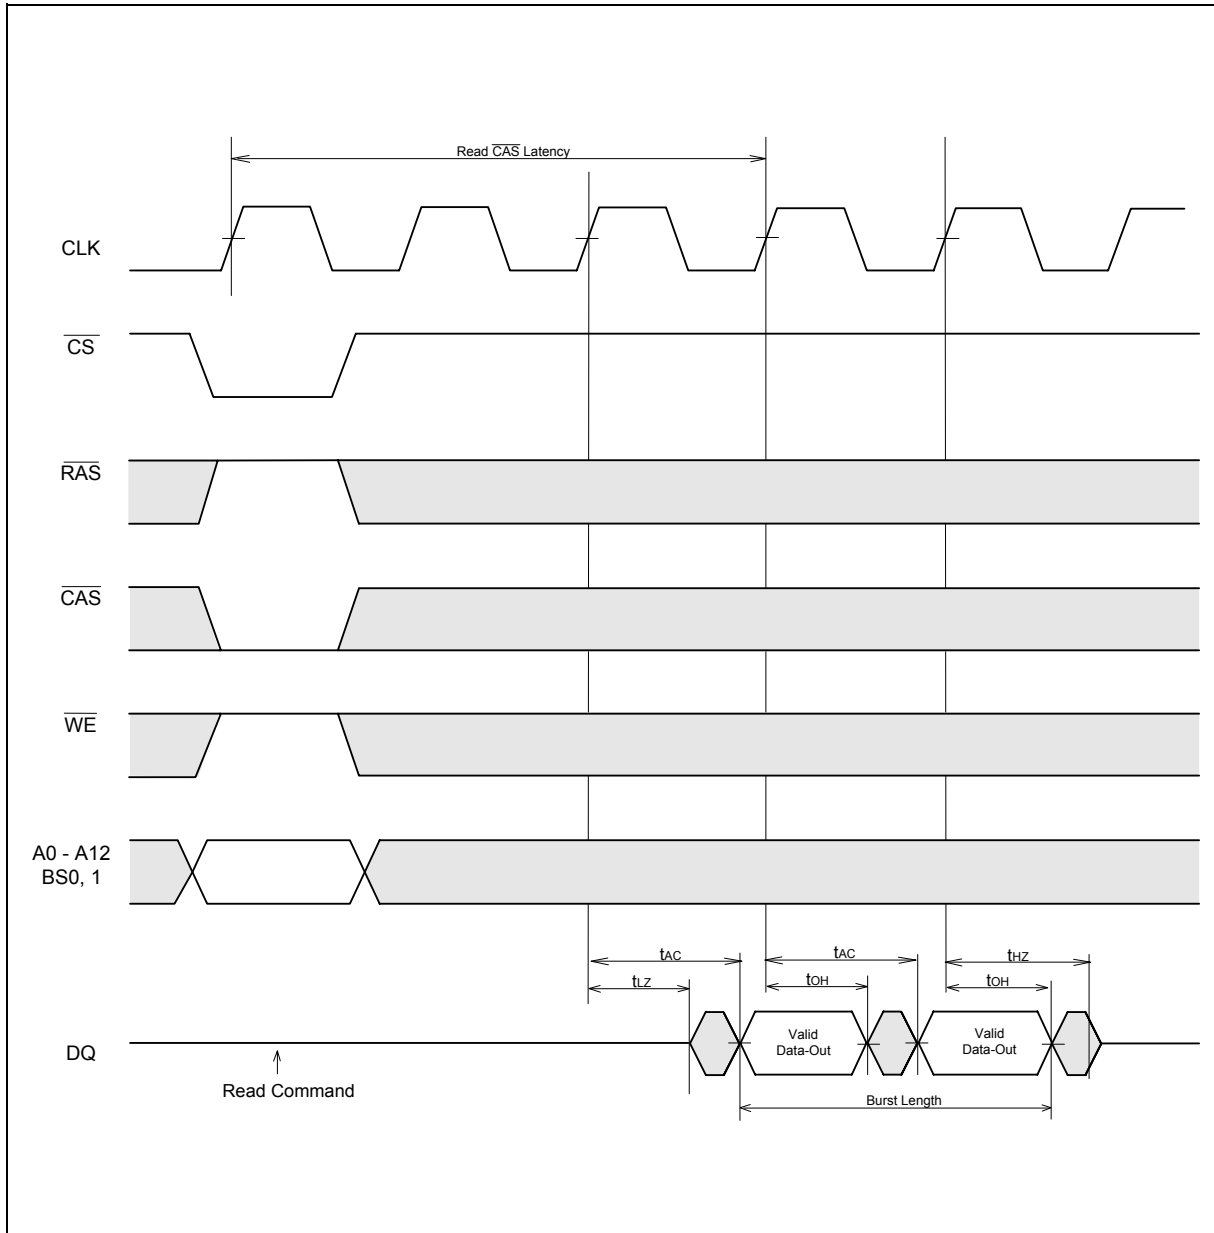 Read CAS Latency
CLK
CS
RAS
CAS
WE
A0 - A12
BS0, 1
tAC
tAC
tHZ
tLZ
tOH
tOH
DQ
Valid
Data-Out
Valid
Data-Out
Read Command
Burst Length